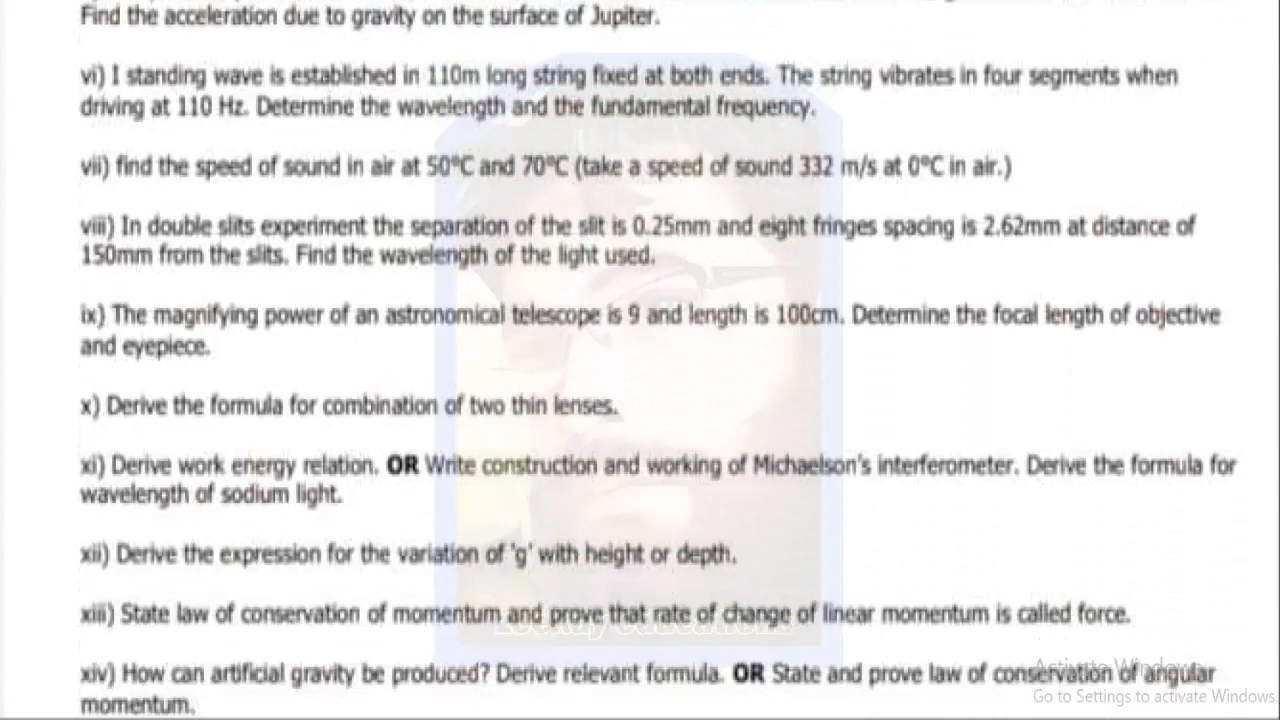 Find the acceleration due to gravity on the surface of Jupiter.
vi) I standing wave is established in 110m long string fixed at both ends. The string vibrates in four segments when
driving at 110 Hz. Determine the wavelength and the fundamental frequency.
vii) find the speed of sound in air at 50°C and 70°C (take a speed of sound 332 m/s at 0°C in air.)
viii) In double slits experiment the separation of the slit is 0.25mm and eight fringes spacing is 2.62mm at distance of
150mm from the slits. Find the wavelength of the light used.
ix) The magnifying power of an astronomical telescope is 9 and length is 100cm. Determine the focal length of objective
and eyepiece.
x) Derive the formula for combination of two thin lenses.
xi) Derive work energy relation. OR Write construction and working of Michaelson's interferometer. Derive the formula for
wavelength of sodium light.
xii) Derive the expression for the variation of 'g' with height or depth.
xiii) State law of conservation of momentum and prove that rate of change of linear momentum is called force.
xiv) How can artificial gravity be produced? Derive relevant formula. OR State and prove law of conservation of angular
momentum.
Activate Windows
Go to Settings to activate Windows.